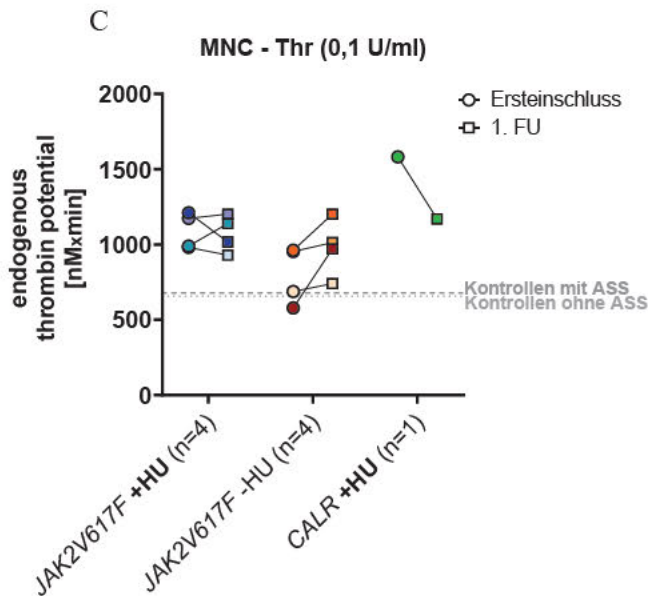 C
MNC - Thr (0,1 U/ml)
Ersteinschluss
1. FU
endogenous
thrombin potential
[nMxmin]
2000
1500
1000
500
0
Kontrollen mit ASS
Kontrollen ohne ASS
JAK2V617F +HU (n=4)
JAK2V617F -HU (n=4)
CALR +HU (n=1)